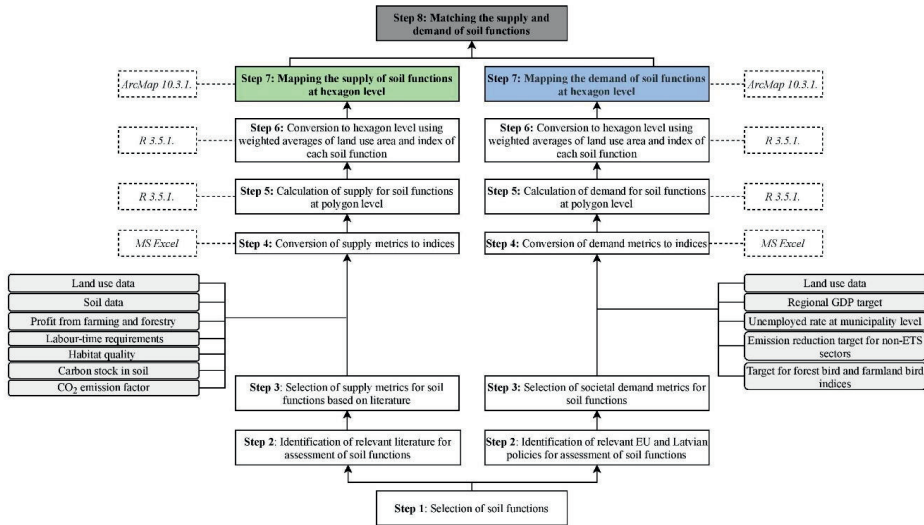 Step 8: Matching the supply and
demand of soil functions
ArcMap 10.3.1.
Step 7: Mapping the supply of soil functions
at hexagon level
Step 7: Mapping the demand of soil functions
at hexagon level
ArcMap 10.3.1.
R 3.5.1.
Step 6: Conversion to hexagon level using
weighted averages of land use area and index of
each soil function
Step 6: Conversion to hexagon level using
weighted averages of land use area and index of
each soil function
R 3.5.1.
R 3.5.1.
Step 5: Calculation of supply for soil functions
at polygon level
Step 5: Calculation of demand for soil functions
at polygon level
R 3.5.1.
MS Excel
Step 4: Conversion of supply metrics to indices
Step 4: Conversion of demand metrics to indices
MS Excel
Land use data
Soil data
Profit from farming and forestry
Labour-time requirements
Habitat quality
Carbon stock in soil
CO2 emission factor
Land use data
Regional GDP target
Unemployed rate at municipality level
Emission reduction target for non-ETS
sectors
Target for forest bird and farmland bird
indices
Step 3: Selection of supply metrics for soil
functions based on literature
Step 3: Selection of societal demand metrics for
soil functions
Step 2: Identification of relevant literature for
assessment of soil functions
Step 2: Identification of relevant EU and Latvian
policies for assessment of soil functions
Step 1: Selection of soil functions